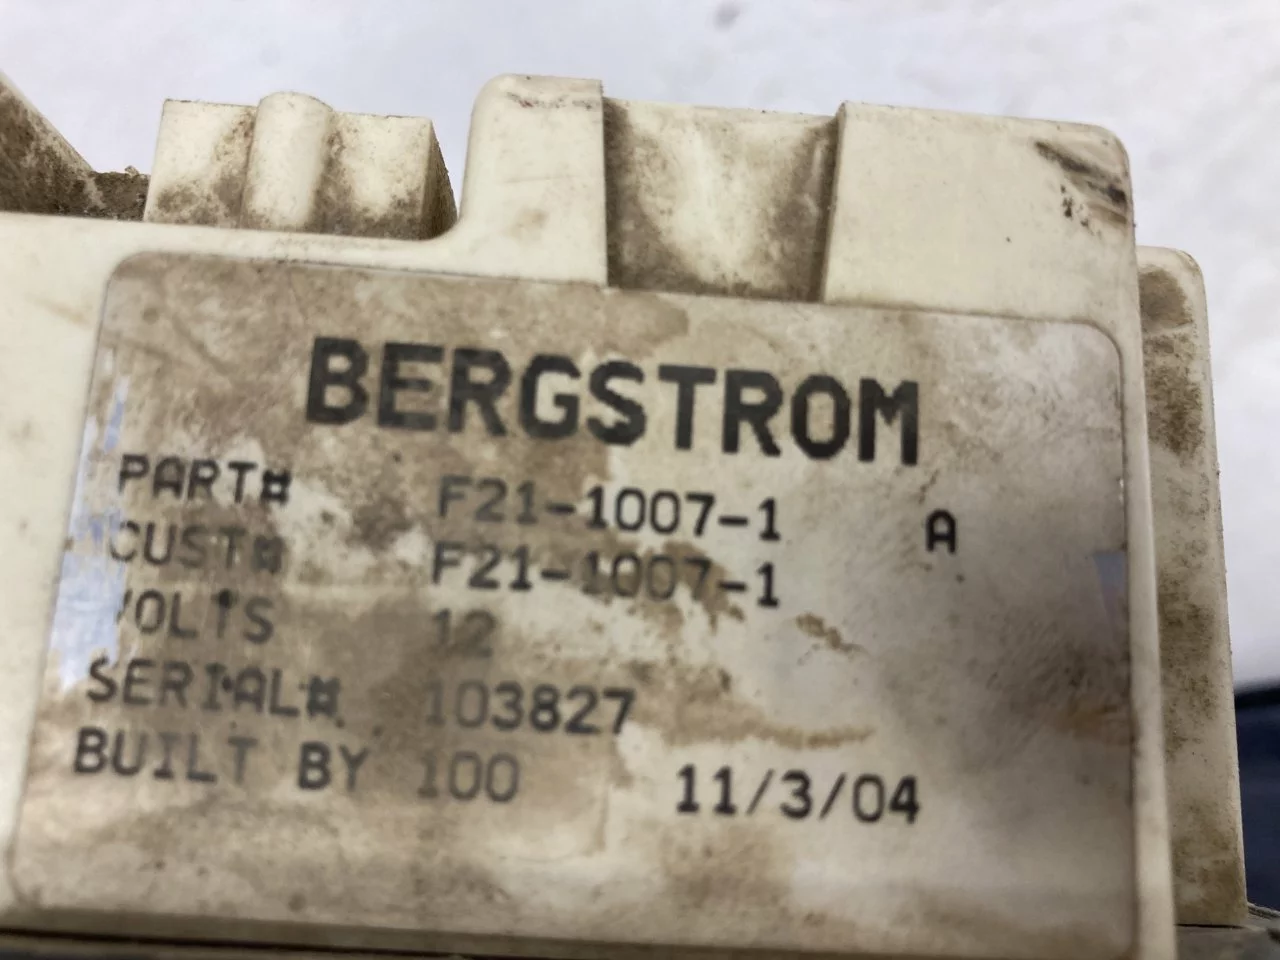 BERGSTROM
PART# F21-1007-1 A
CUST# F21-1007-1
VOLTS 12
SERIAL# 103827
BUILT BY 100 11/3/04